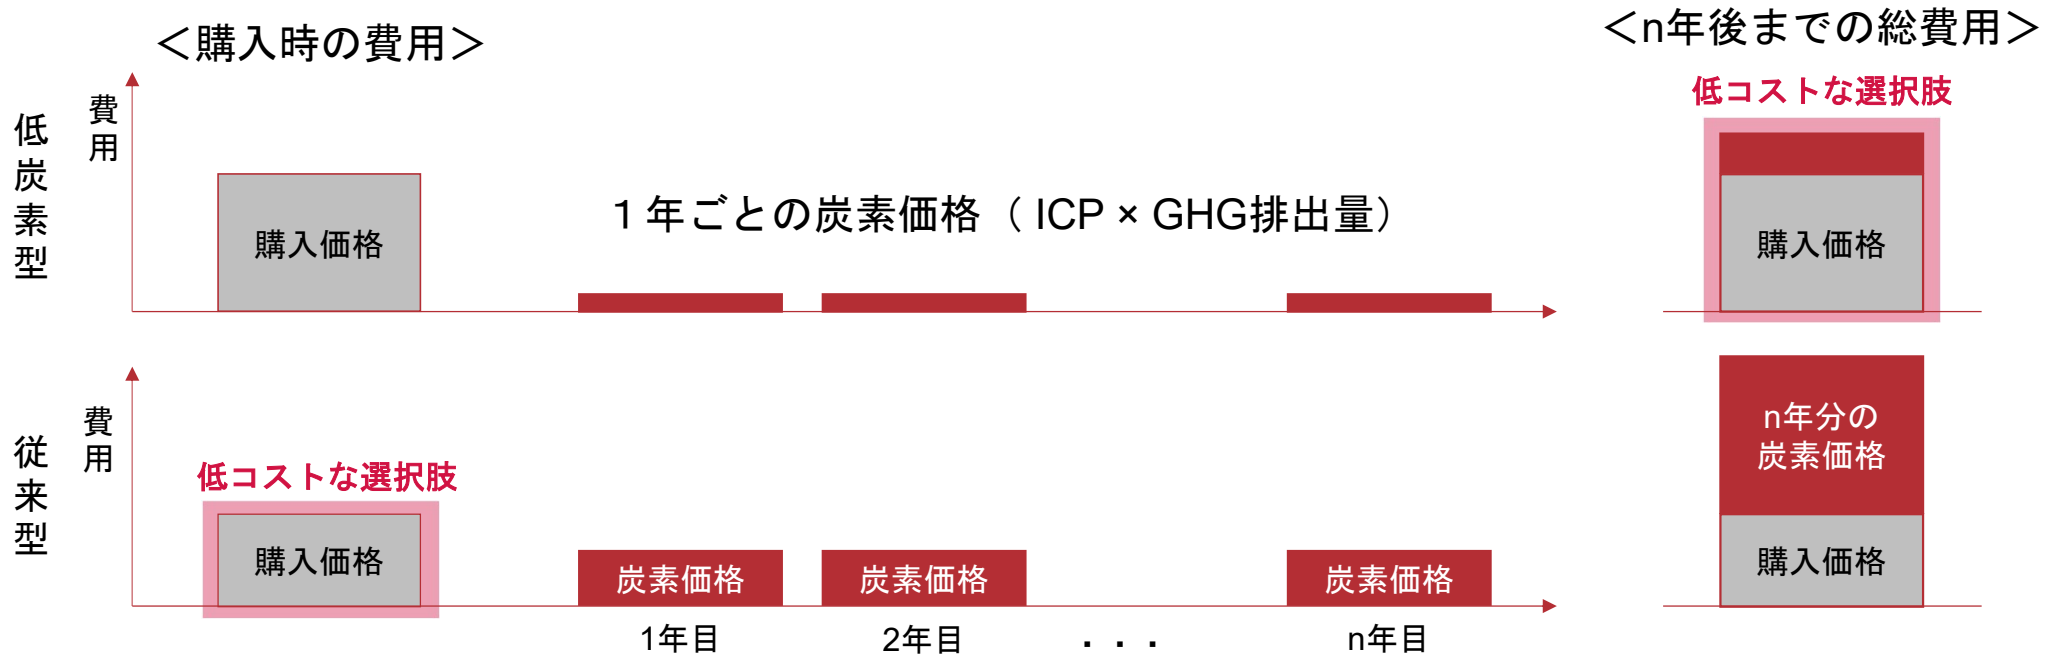 ＜購入時の費用＞
＜n年後までの総費用＞
低炭素型
費用
購入価格
１年ごとの炭素価格（ ICP × GHG排出量）
低コストな選択肢
購入価格
従来型
費用
低コストな選択肢
購入価格
炭素価格
炭素価格
炭素価格
1年目
2年目
・・・
n年目
n年分の
炭素価格
購入価格